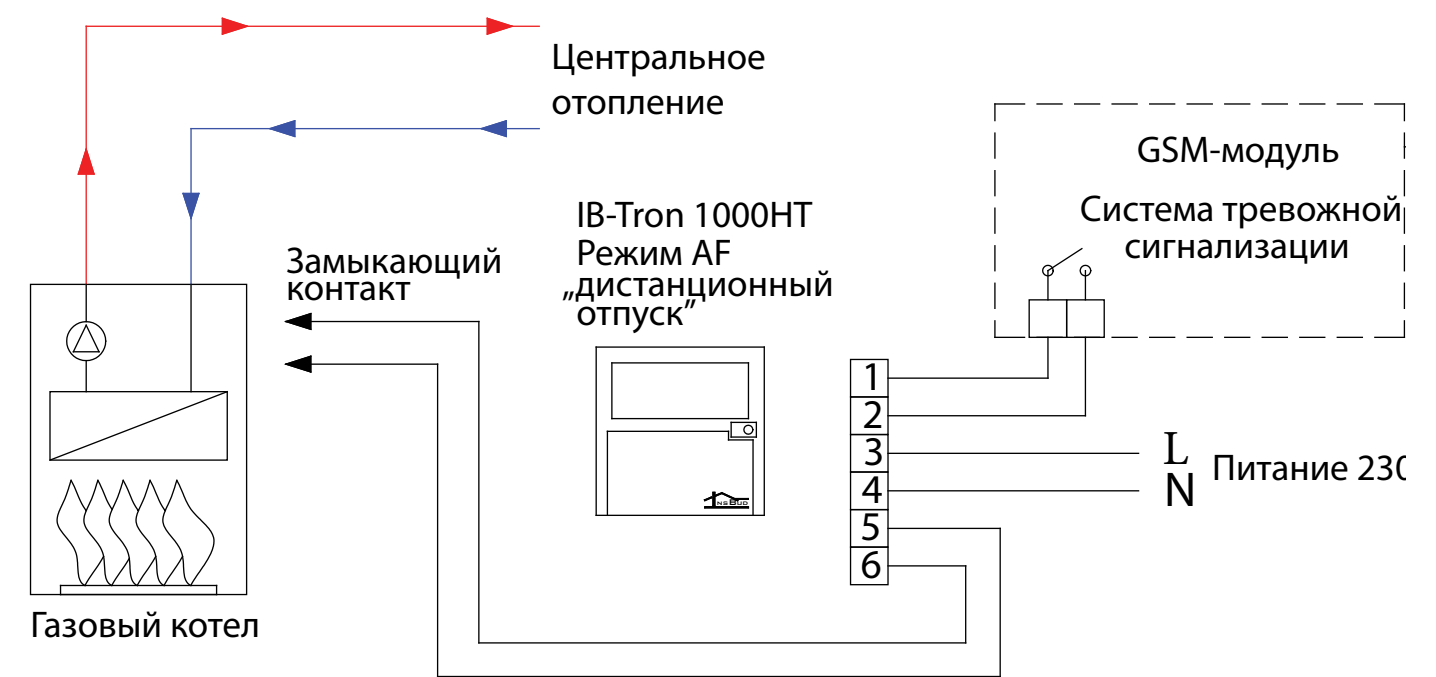 Центральное
отопление
GSM-модуль
Система тревожной
сигнализации
IB-Tron 1000HT
Режим AF
„дистанционный
отпуск”
Замыкающий
контакт
1
2
3
4
5
6
L
N
Питание 230
INSBUD
Газовый котел